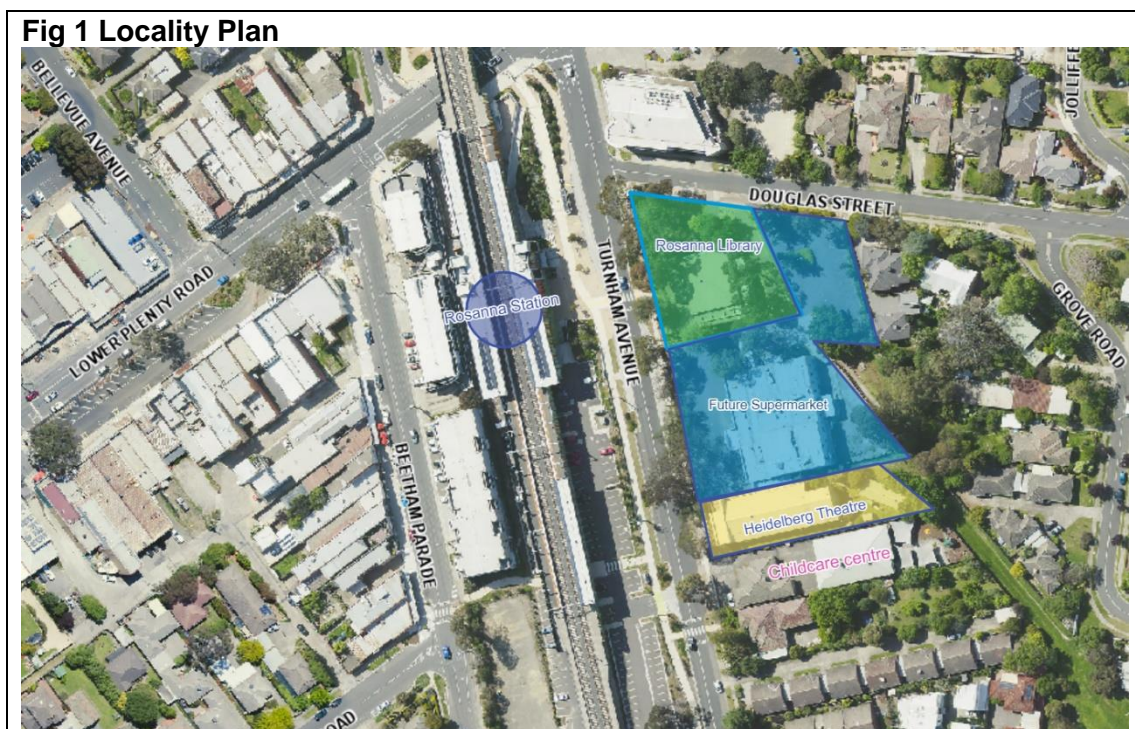 Fig 1 Locality Plan
BELLEVUE AVENUE
JOLLIFFE
DOUGLAS STREET
Rosanna Library
TURNHAM AVENUE
GROVE ROAD
Rosanna Station
LOWER PLENTY ROAD
Future Supermarket
BEETHAM PARADE
Heidelberg Theatre
Childcare centre
ROAD